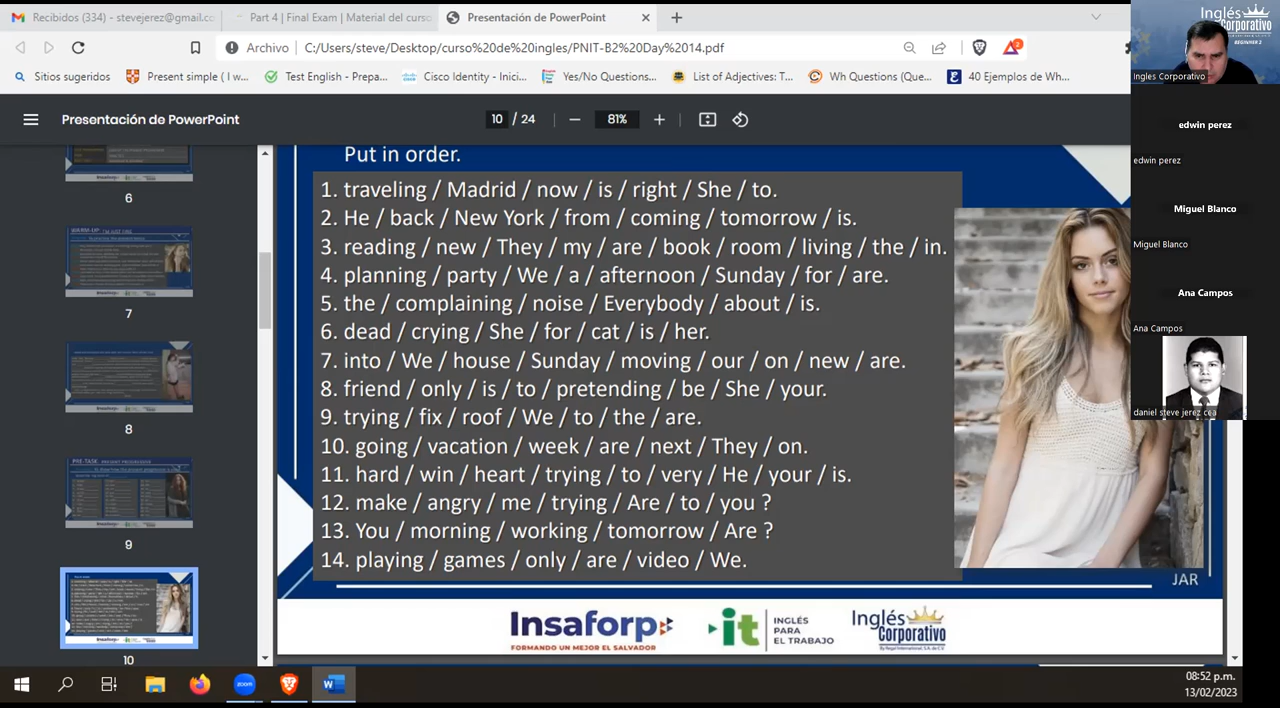 Recibidos (334) - stevejerez@gmail.co
Part 4 | Final Exam | Material del curso
Presentación de PowerPoint
Archivo
C:/Users/steve/Desktop/curso%20de%20ingles/PNIT-B2%20Day%2014.pdf
2
Sitios sugeridos
Present simple ( I w...
Test English - Prepa...
Cisco Identity - Inici...
Yes/No Questions...
List of Adjectives: T...
Wh Questions (Que...
40 Ejemplos de Wh...
Presentación de PowerPoint
10 / 24
81%
6
7
8
9
10
Put in order.
1. traveling / Madrid / now / is / right / She / to.
2. He / back / New York / from / coming / tomorrow / is.
3. reading / new / They / my / are / book / room / living / the / in.
4. planning / party / We / a / afternoon / Sunday / for / are.
5. the / complaining / noise / Everybody / about / is.
6. dead / crying / She / for / cat / is / her.
7. into / We / house / Sunday / moving / our / on / new / are.
8. friend / only / is / to / pretending / be / She / your.
9. trying / fix / roof / We / to / the / are.
10. going / vacation / week / are / next / They / on.
11. hard / win / heart / trying / to / very / He / your / is.
12. make / angry / me / trying / Are / to / you ?
13. You / morning / working / tomorrow / Are ?
14. playing / games / only / are / video / We.
JAR
Insaforp
FORMANDO UN MEJOR EL SALVADOR
it
INGLÉS
PARA
EL TRABAJO
Inglés
Corporativo
By Regal International, S.A. de C.V.
Inglés
Corporativo
BEGINNER 2
Ingles Corporativo
edwin perez
edwin perez
Miguel Blanco
Miguel Blanco
Ana Campos
Ana Campos
daniel steve jerez cea
zoom
W
08:52 p.m.
13/02/2023